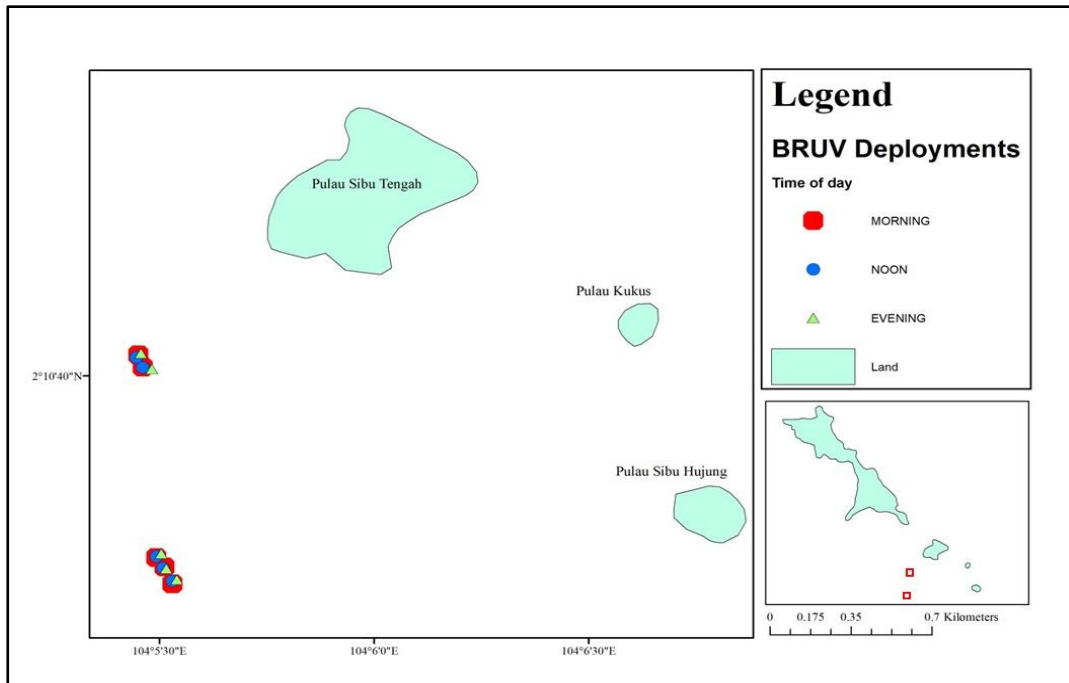 Pulau Sibu Tengah
Pulau Kukus
Pulau Sibu Hujung
2°10'40"N
104°5'30"E 104°6'0"E 104°6'30"E
Legend
BRUV Deployments
Time of day
MORNING
NOON
EVENING
Land
0 0.175 0.35 0.7 Kilometers